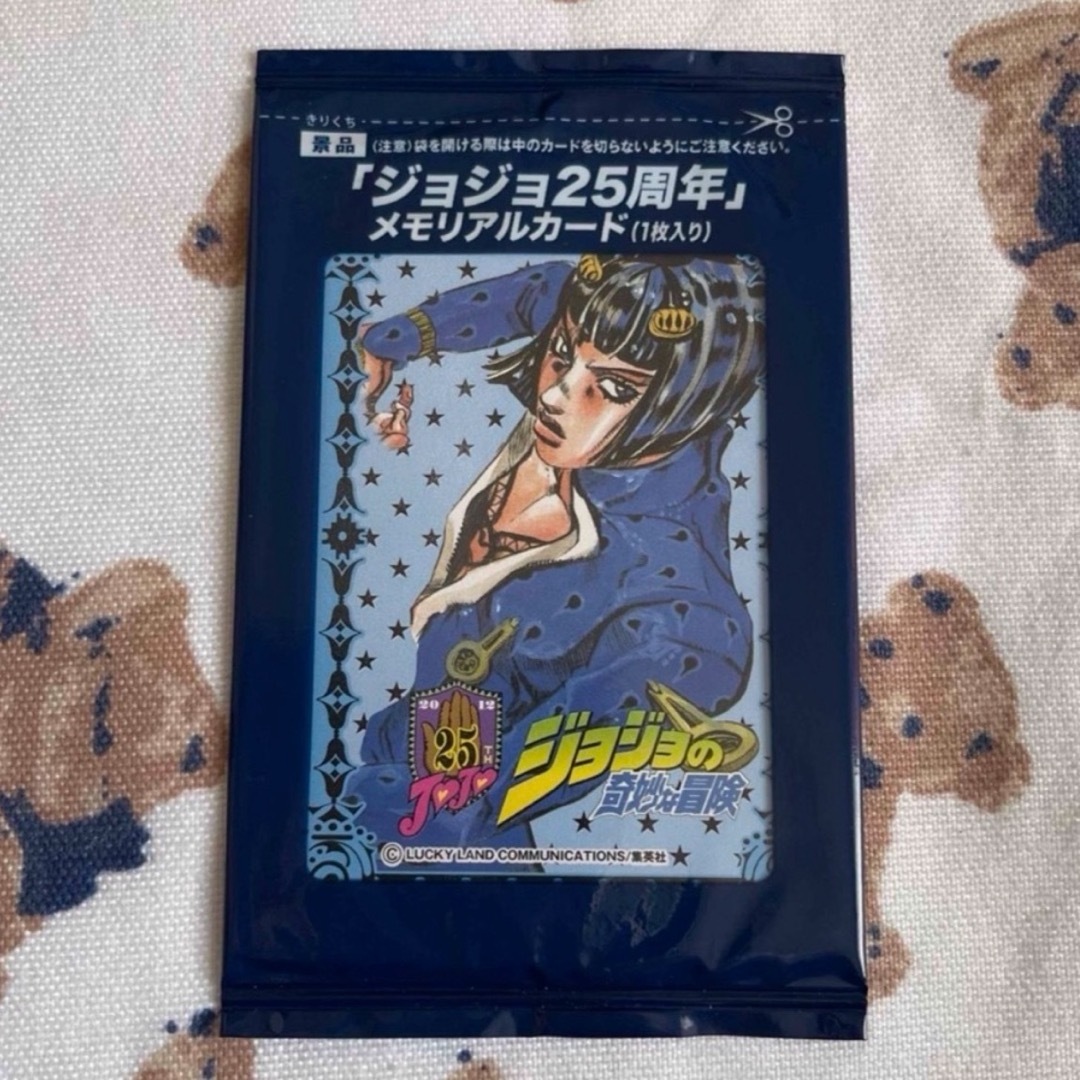 きりくち
景品 (注意)袋を開ける際は中のカードを切らないようにご注意ください。
「ジョジョ25周年」
メモリアルカード(1枚入り)
2012
25TH
JOJO
ジョジョの
奇妙な冒険
©LUCKY LAND COMMUNICATIONS/集英社